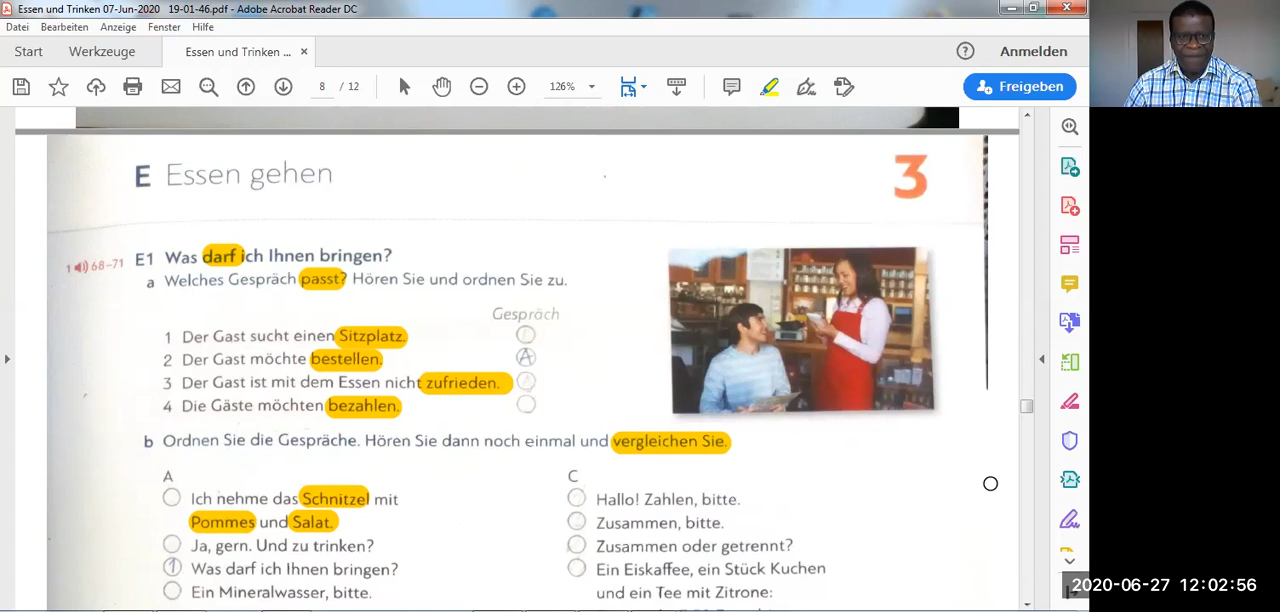 Essen und Trinken 07-Jun-2020 19-01-46.pdf - Adobe Acrobat Reader DC
Datei Bearbeiten Anzeige Fenster Hilfe
Start Werkzeuge Essen und Trinken ... × Anmelden
8 / 12 126% Freigeben
E Essen gehen 3
1 68–71 E1 Was darf ich Ihnen bringen?
a Welches Gespräch passt? Hören Sie und ordnen Sie zu.
Gespräch
1 Der Gast sucht einen Sitzplatz.
2 Der Gast möchte bestellen. A
3 Der Gast ist mit dem Essen nicht zufrieden.
4 Die Gäste möchten bezahlen.
b Ordnen Sie die Gespräche. Hören Sie dann noch einmal und vergleichen Sie.
A
Ich nehme das Schnitzel mit
Pommes und Salat.
Ja, gern. Und zu trinken?
1 Was darf ich Ihnen bringen?
Ein Mineralwasser, bitte.
C
Hallo! Zahlen, bitte.
Zusammen, bitte.
Zusammen oder getrennt?
Ein Eiskaffee, ein Stück Kuchen
und ein Tee mit Zitrone:
2020-06-27 12:02:56